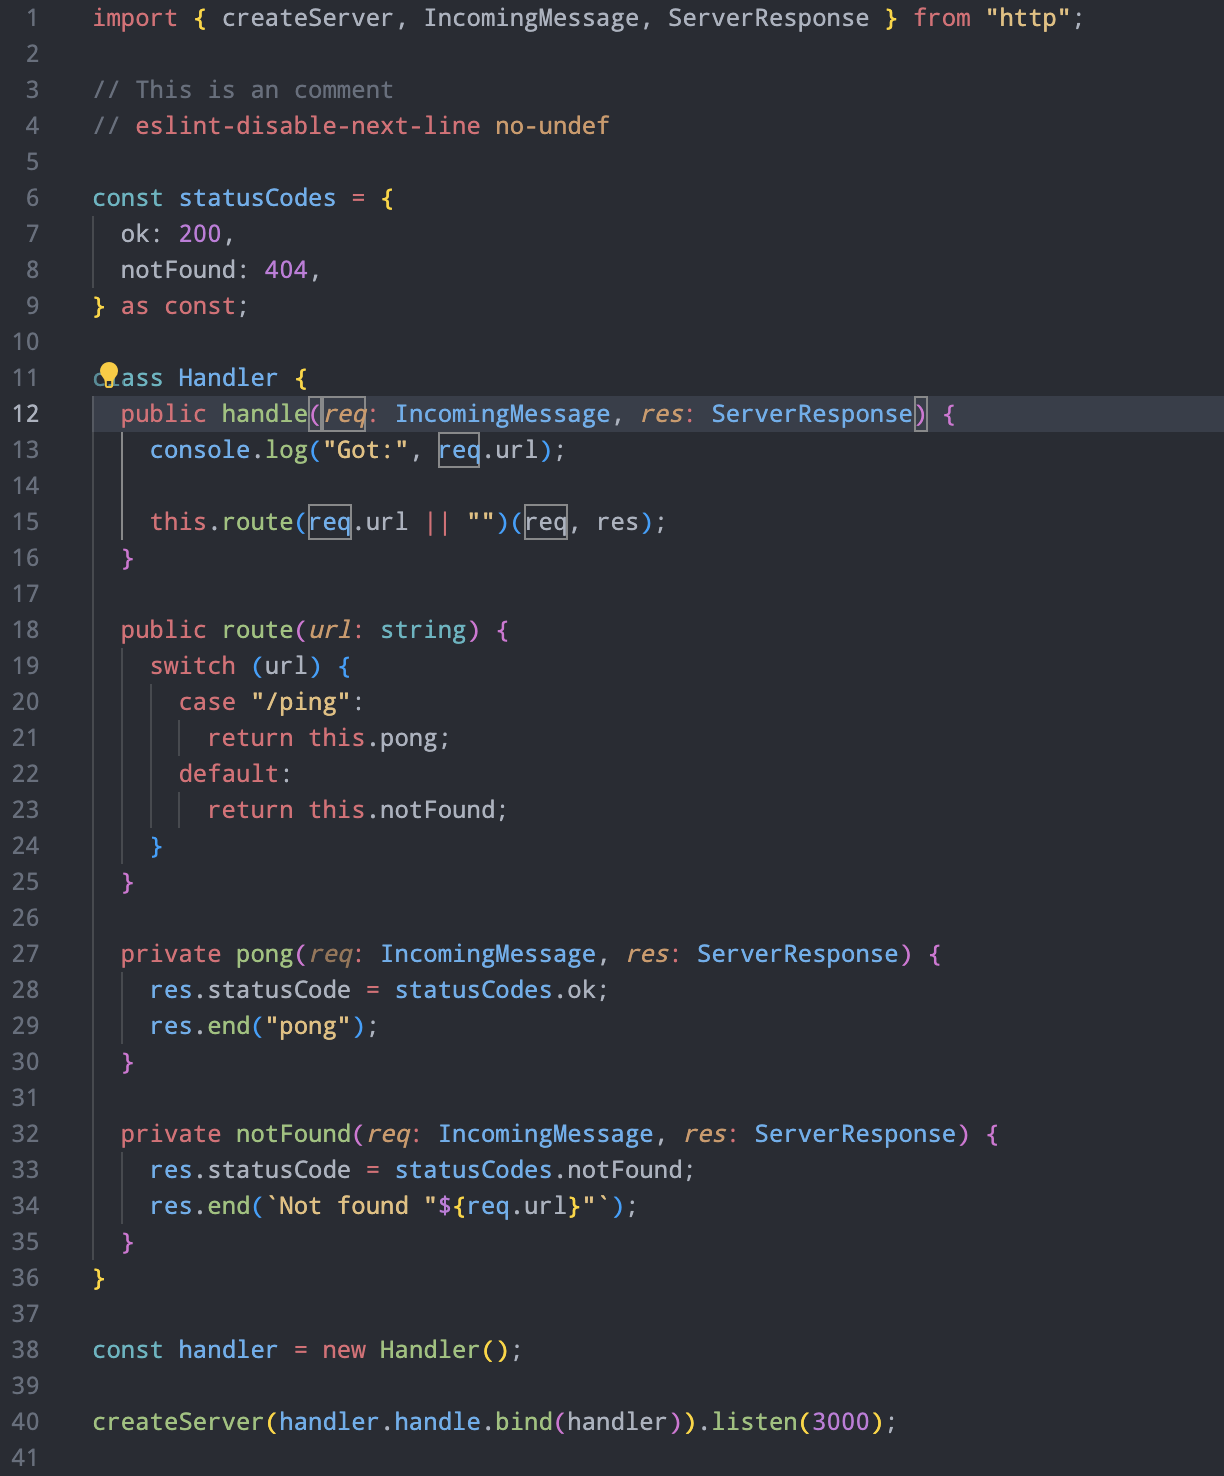 1 import { createServer, IncomingMessage, ServerResponse } from "http";
2
3 // This is an comment
4 // eslint-disable-next-line no-undef
5
6 const statusCodes = {
7   ok: 200,
8   notFound: 404,
9 } as const;
10
11 class Handler {
12   public handle(req: IncomingMessage, res: ServerResponse) {
13     console.log("Got:", req.url);
14
15     this.route(req.url || "")(req, res);
16   }
17
18   public route(url: string) {
19     switch (url) {
20       case "/ping":
21         return this.pong;
22       default:
23         return this.notFound;
24     }
25   }
26
27   private pong(req: IncomingMessage, res: ServerResponse) {
28     res.statusCode = statusCodes.ok;
29     res.end("pong");
30   }
31
32   private notFound(req: IncomingMessage, res: ServerResponse) {
33     res.statusCode = statusCodes.notFound;
34     res.end(`Not found "${req.url}"`);
35   }
36 }
37
38 const handler = new Handler();
39
40 createServer(handler.handle.bind(handler)).listen(3000);
41